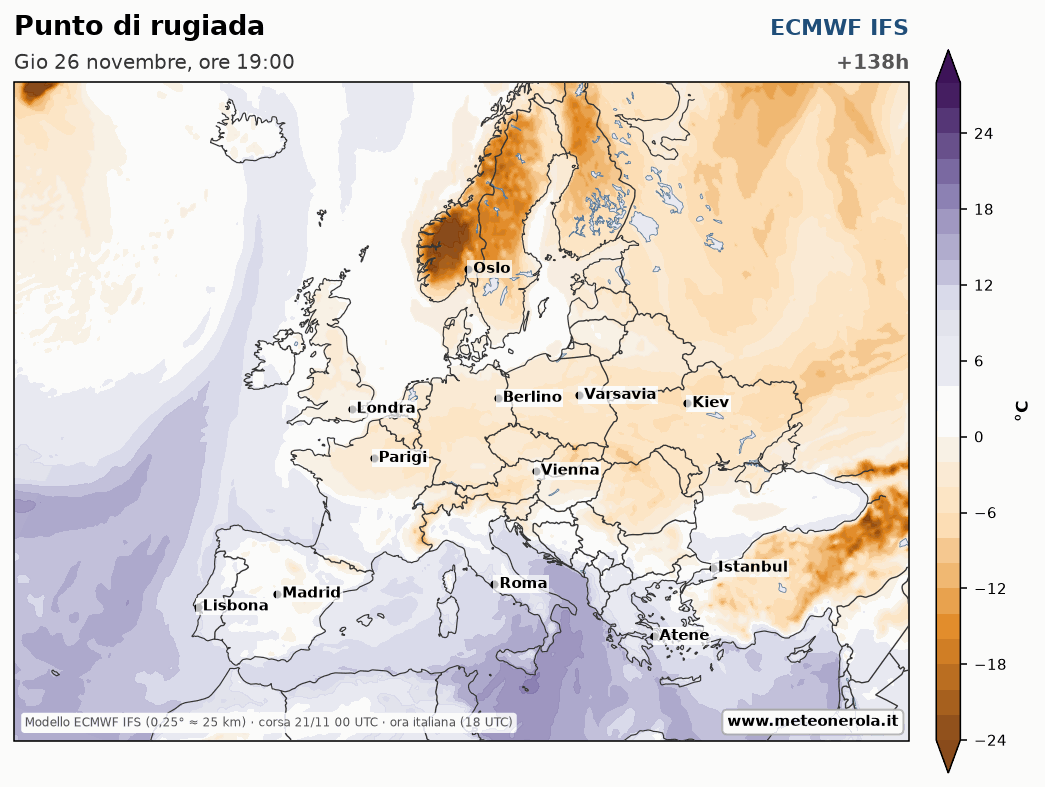 Punto di rugiada
ECMWF IFS
Gio 26 novembre, ore 19:00
+138h
Oslo
Berlino
Varsavia
Kiev
Londra
Parigi
Vienna
Istanbul
Roma
Madrid
Lisbona
Atene
24
18
12
6
0
−6
−12
−18
−24
°C
Modello ECMWF IFS (0,25° ≈ 25 km) · corsa 21/11 00 UTC · ora italiana (18 UTC)
www.meteonerola.it